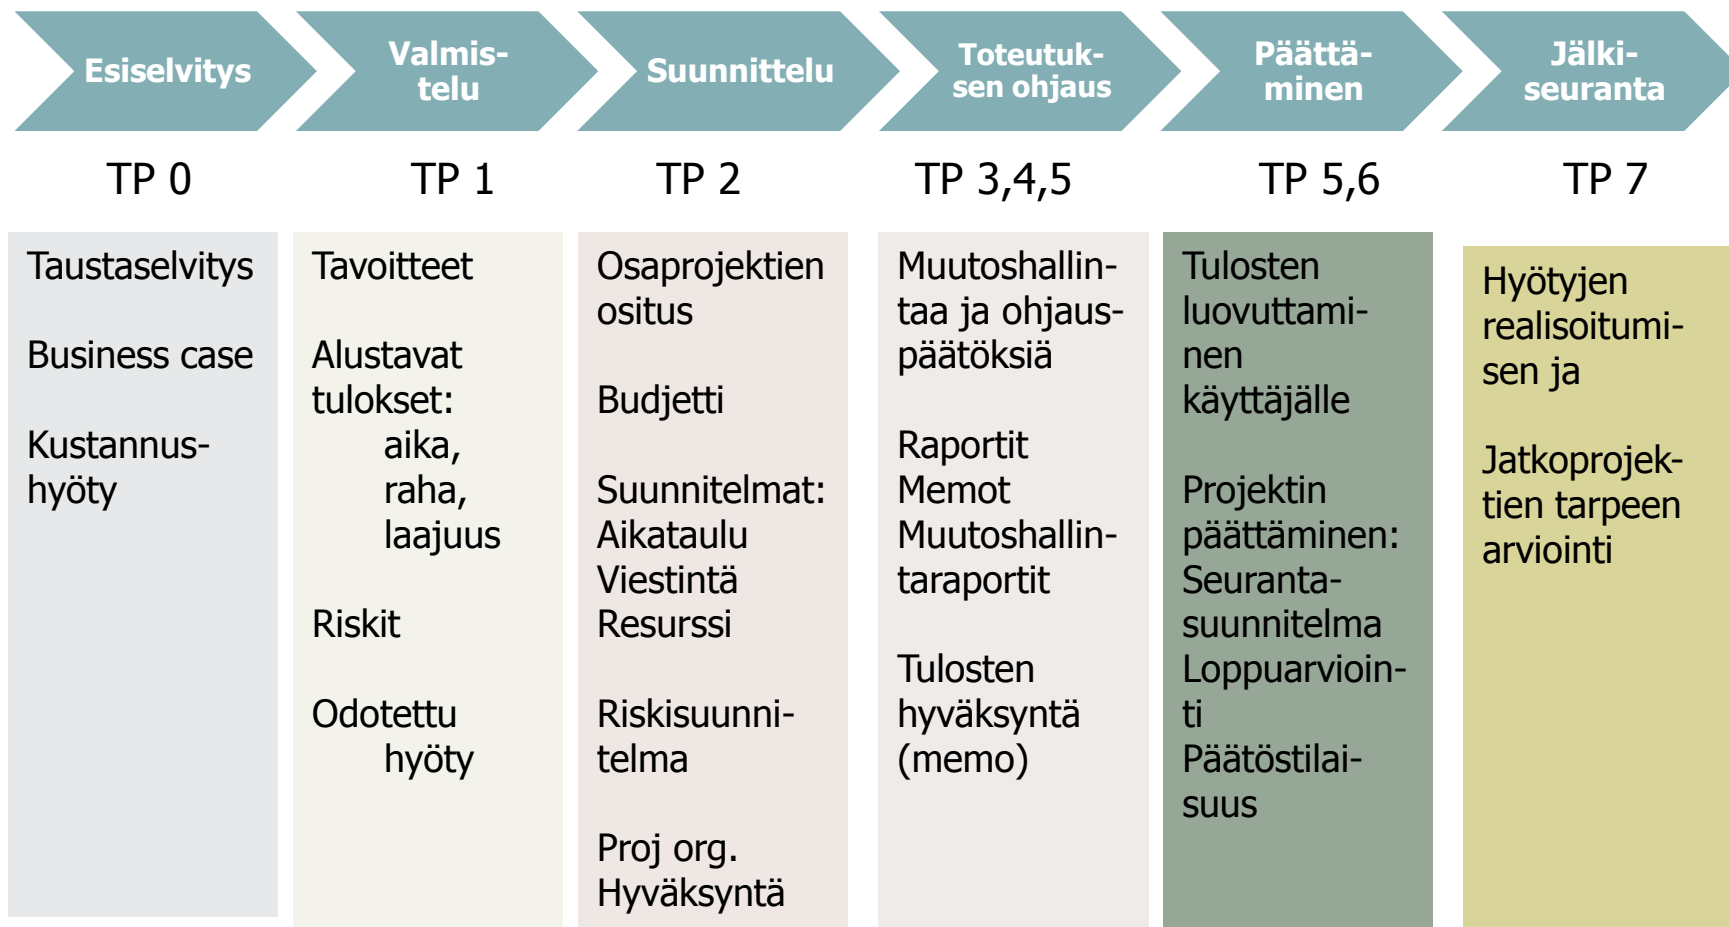 Esiselvitys
Valmis-
telu
Suunnittelu
Toteutuk-
sen ohjaus
Päättä-
minen
Jälki-
seuranta
TP 0
TP 1
TP 2
TP 3,4,5
TP 5,6
TP 7
Taustaselvitys
Business case
Kustannus-
hyöty
Tavoitteet
Alustavat
tulokset:
aika,
raha,
laajuus
Riskit
Odotettu
hyöty
Osaprojektien
ositus
Budjetti
Suunnitelmat:
Aikataulu
Viestintä
Resurssi
Riskisuunni-
telma
Proj org.
Hyväksyntä
Muutoshallin-
taa ja ohjaus-
päätöksiä
Raportit
Memot
Muutoshallin-
taraportit
Tulosten
hyväksyntä
(memo)
Tulosten
luovuttami-
nen
käyttäjälle
Projektin
päättäminen:
Seuranta-
suunnitelma
Loppuarvioin-
ti
Päätöstilai-
suus
Hyötyjen
realisoitumi-
sen ja
Jatkoprojek-
tien tarpeen
arviointi